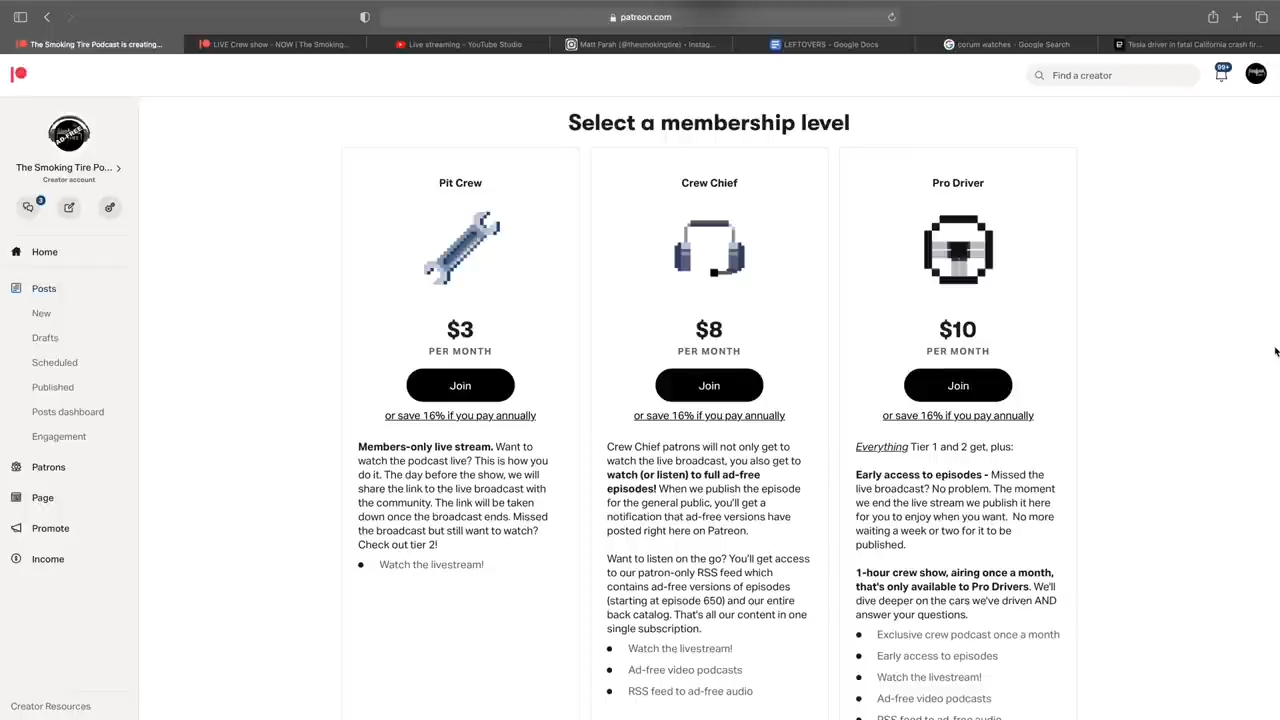 patreon.com
The Smoking Tire Podcast is creating...
LIVE Crew show - NOW | The Smoking...
Live streaming - YouTube Studio
Matt Farah (@thesmokingtire) • Instag...
LEFTOVERS - Google Docs
corum watches - Google Search
Tesla driver in fatal California crash fir...
Find a creator
99+
AD-FREE
The Smoking Tire Po...
Creator account
3
Home
Posts
New
Drafts
Scheduled
Published
Posts dashboard
Engagement
Patrons
Page
Promote
Income
Creator Resources
Select a membership level
Pit Crew
$3
PER MONTH
Join
or save 16% if you pay annually
Members-only live stream. Want to
watch the podcast live? This is how you
do it. The day before the show, we will
share the link to the live broadcast with
the community. The link will be taken
down once the broadcast ends. Missed
the broadcast but still want to watch?
Check out tier 2!
Watch the livestream!
Crew Chief
$8
PER MONTH
Join
or save 16% if you pay annually
Crew Chief patrons will not only get to
watch the live broadcast, you also get to
watch (or listen) to full ad-free
episodes! When we publish the episode
for the general public, you'll get a
notification that ad-free versions have
posted right here on Patreon.
Want to listen on the go? You'll get access
to our patron-only RSS feed which
contains ad-free versions of episodes
(starting at episode 650) and our entire
back catalog. That's all our content in one
single subscription.
Watch the livestream!
Ad-free video podcasts
RSS feed to ad-free audio
Pro Driver
$10
PER MONTH
Join
or save 16% if you pay annually
Everything Tier 1 and 2 get, plus:
Early access to episodes - Missed the
live broadcast? No problem. The moment
we end the live stream we publish it here
for you to enjoy when you want. No more
waiting a week or two for it to be
published.
1-hour crew show, airing once a month,
that's only available to Pro Drivers. We'll
dive deeper on the cars we've driven AND
answer your questions.
Exclusive crew podcast once a month
Early access to episodes
Watch the livestream!
Ad-free video podcasts
RSS feed to ad-free audio